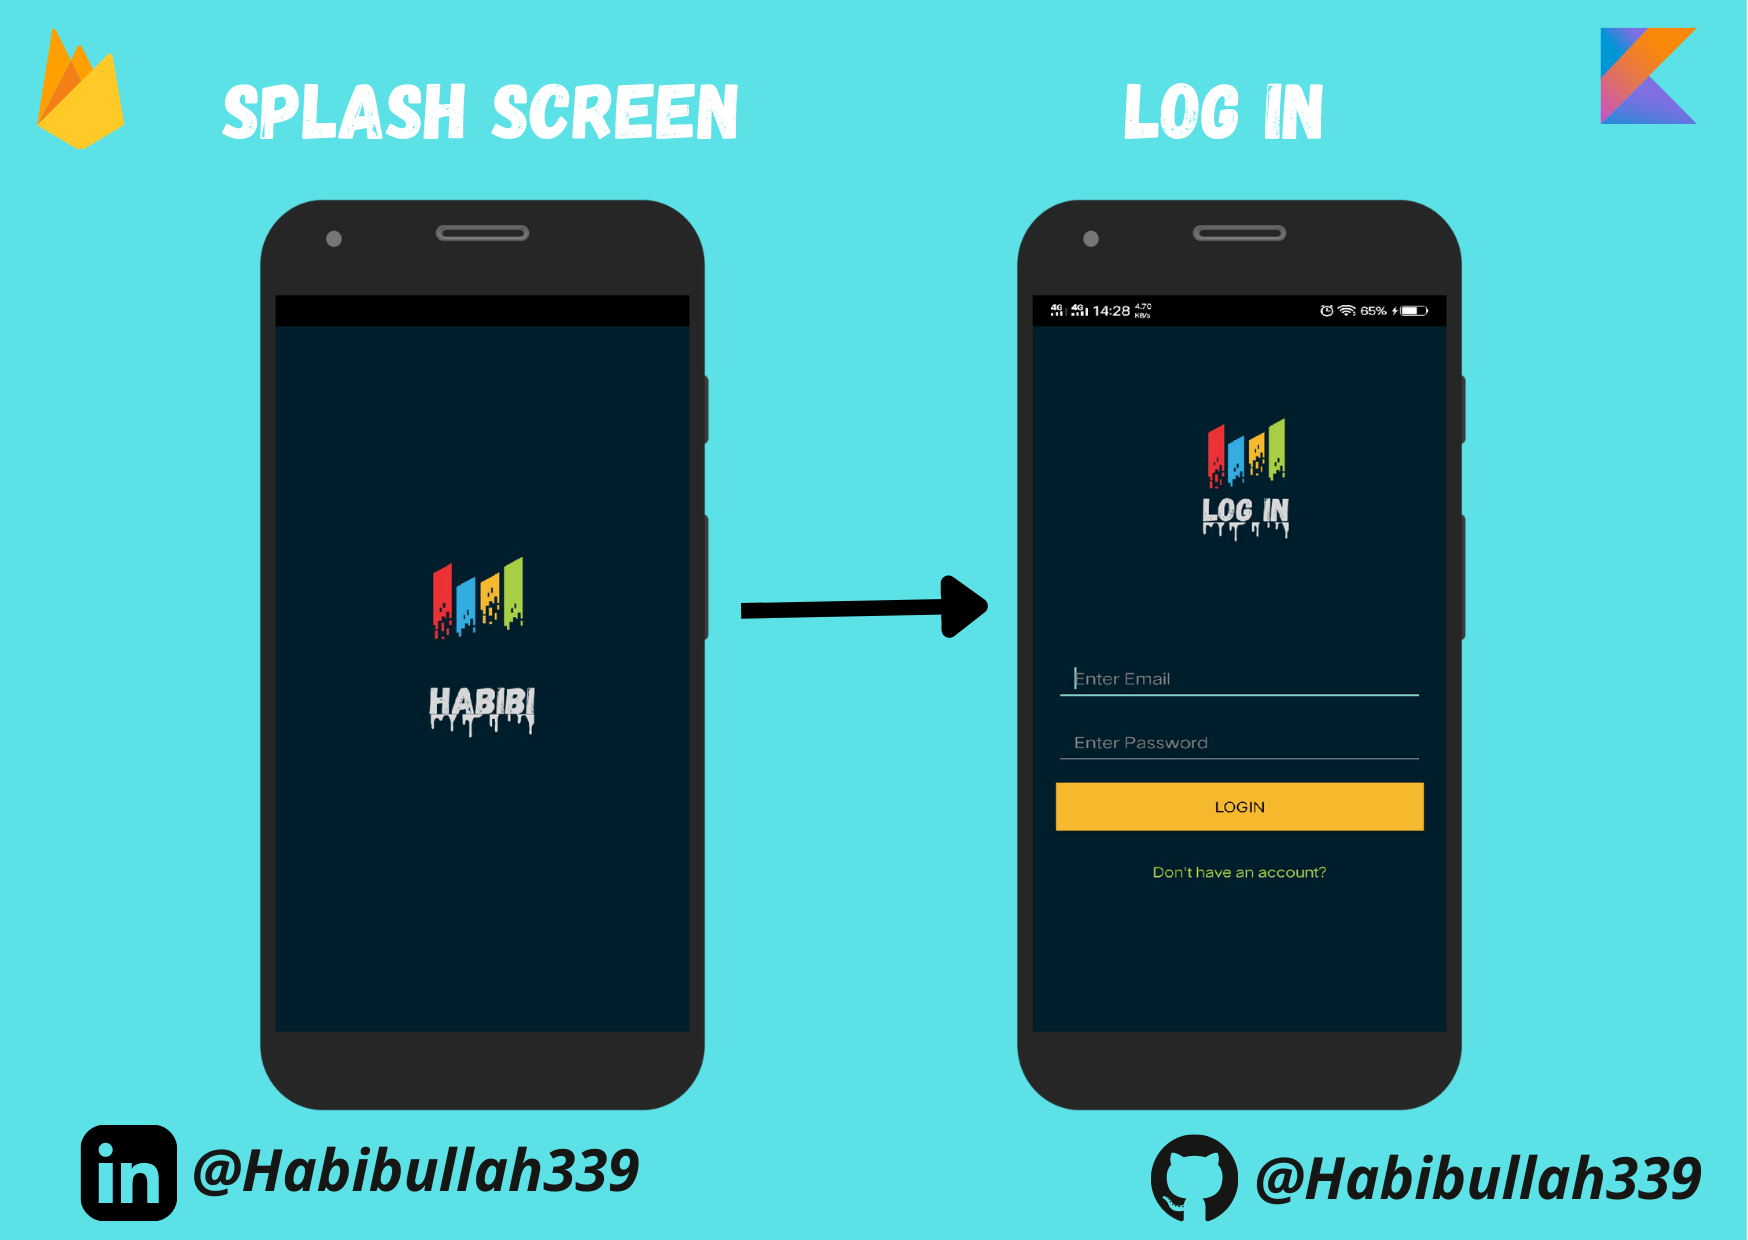 SPLASH SCREEN
LOG IN
4G 4G 14:28 4.70 KB/s
65%
LOG IN
HABIBI
Enter Email
Enter Password
LOGIN
Don't have an account?
in @Habibullah339
@Habibullah339